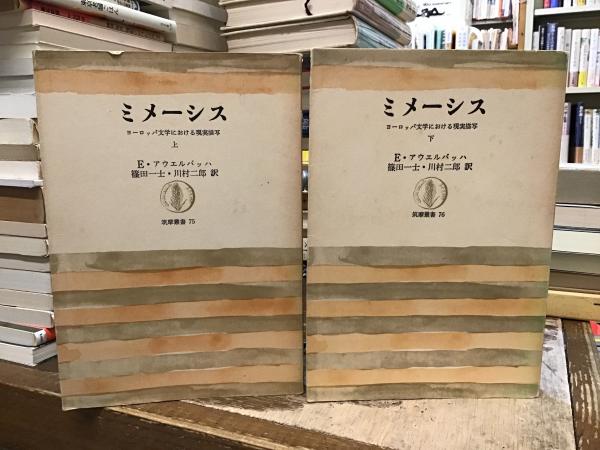 ミメーシス
ヨーロッパ文学における現実描写
上
E・アウエルバッハ
篠田一士・川村二郎 訳
筑摩叢書 75
ミメーシス
ヨーロッパ文学における現実描写
下
E・アウエルバッハ
篠田一士・川村二郎 訳
筑摩叢書 76